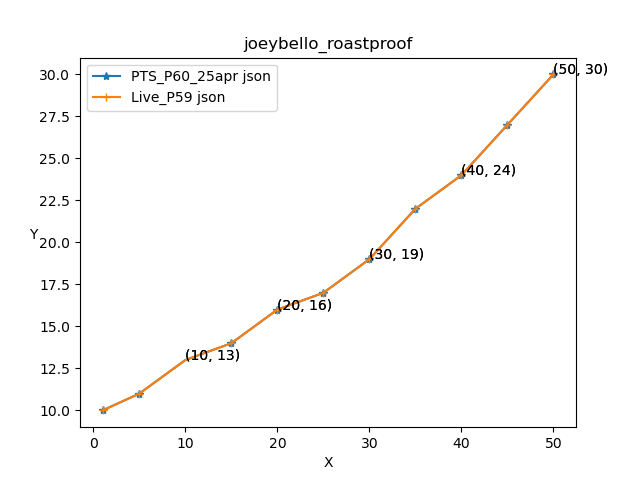 joeybello_roastproof
PTS_P60_25apr json
Live_P59 json
30.0
27.5
25.0
22.5
20.0
17.5
15.0
12.5
10.0
Y
(50, 30)
(40, 24)
(30, 19)
(20, 16)
(10, 13)
0 10 20 30 40 50
X